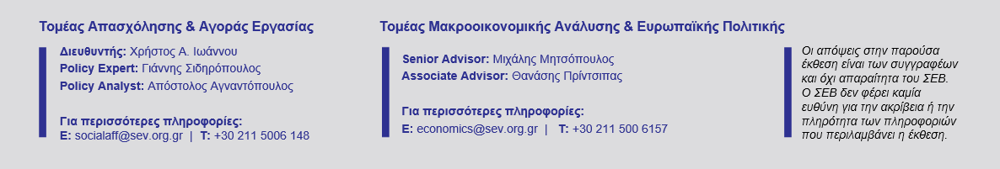 Τομέας Απασχόλησης & Αγοράς Εργασίας
Διευθυντής: Χρήστος Α. Ιωάννου
Policy Expert: Γιάννης Σιδηρόπουλος
Policy Analyst: Απόστολος Αγναντόπουλος
Για περισσότερες πληροφορίες:
E: socialaff@sev.org.gr | T: +30 211 5006 148
Τομέας Μακροοικονομικής Ανάλυσης & Ευρωπαϊκής Πολιτικής
Senior Advisor: Μιχάλης Μητσόπουλος
Associate Advisor: Θανάσης Πρίντσιπας
Για περισσότερες πληροφορίες:
E: economics@sev.org.gr | T: +30 211 500 6157
Οι απόψεις στην παρούσα
έκθεση είναι των συγγραφέων
και όχι απαραίτητα του ΣΕΒ.
Ο ΣΕΒ δεν φέρει καμία
ευθύνη για την ακρίβεια ή την
πληρότητα των πληροφοριών
που περιλαμβάνει η έκθεση.